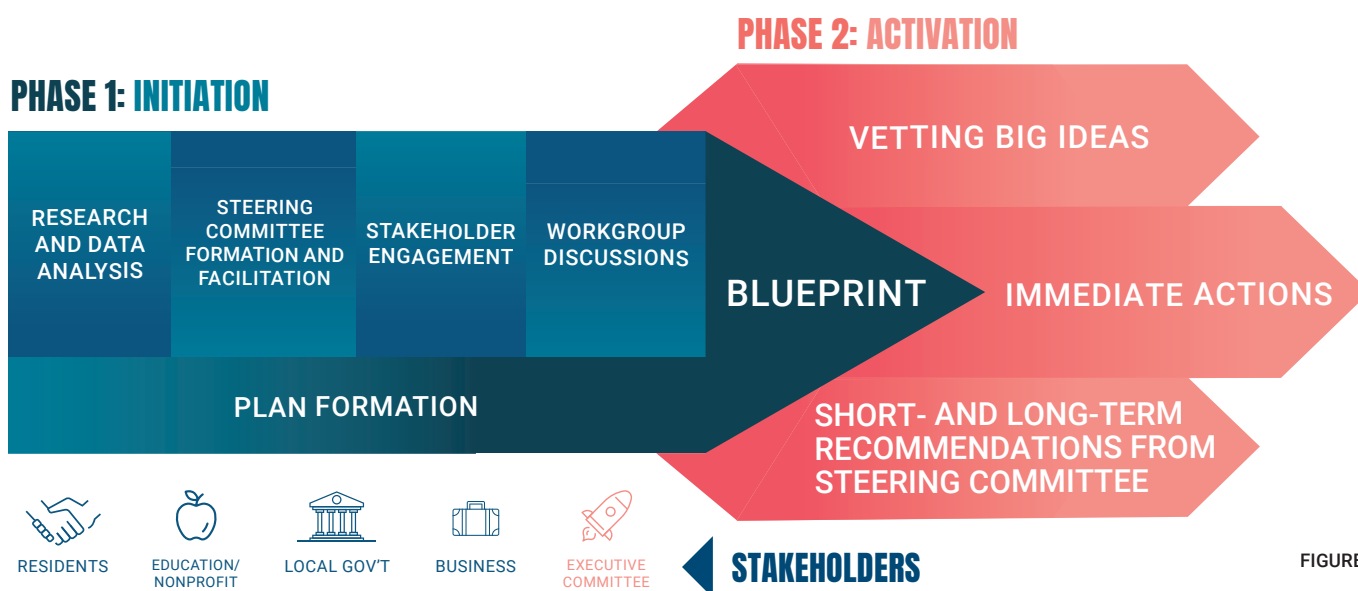 PHASE 2: ACTIVATION
PHASE 1: INITIATION
RESEARCH
AND DATA
ANALYSIS
STEERING
COMMITTEE
FORMATION AND
FACILITATION
STAKEHOLDER
ENGAGEMENT
WORKGROUP
DISCUSSIONS
PLAN FORMATION
BLUEPRINT
VETTING BIG IDEAS
IMMEDIATE ACTIONS
SHORT- AND LONG-TERM
RECOMMENDATIONS FROM
STEERING COMMITTEE
RESIDENTS
EDUCATION/
NONPROFIT
LOCAL GOV'T
BUSINESS
EXECUTIVE
COMMITTEE
STAKEHOLDERS
FIGURE